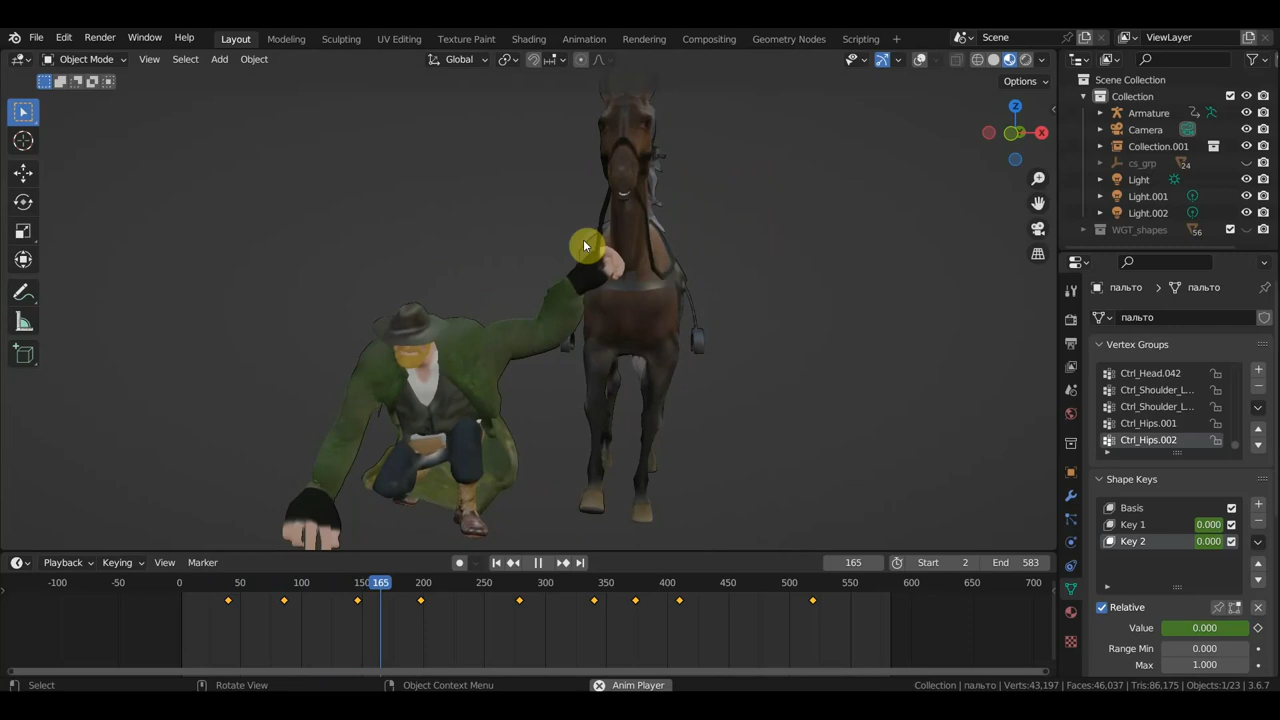 File Edit Render Window Help Layout Modeling Sculpting UV Editing Texture Paint Shading Animation Rendering Compositing Geometry Nodes Scripting + Scene ViewLayer
Object Mode View Select Add Object Global
Options
Z
X
Scene Collection
Collection
Armature
Camera
Collection.001
cs_grp 24
Light
Light.001
Light.002
WGT_shapes 56
пальто > пальто
пальто
Vertex Groups
Ctrl_Head.042
Ctrl_Shoulder_L...
Ctrl_Shoulder_L...
Ctrl_Hips.001
Ctrl_Hips.002
Shape Keys
Basis
Key 1 0.000
Key 2 0.000
Relative
Value 0.000
Range Min 0.000
Max 1.000
Playback Keying View Marker 165 Start 2 End 583
-100 -50 0 50 100 150 165 200 250 300 350 400 450 500 550 600 650 700
Select Rotate View Object Context Menu Anim Player Collection | пальто | Verts:43,197 | Faces:46,037 | Tris:86,175 | Objects:1/23 | 3.6.7